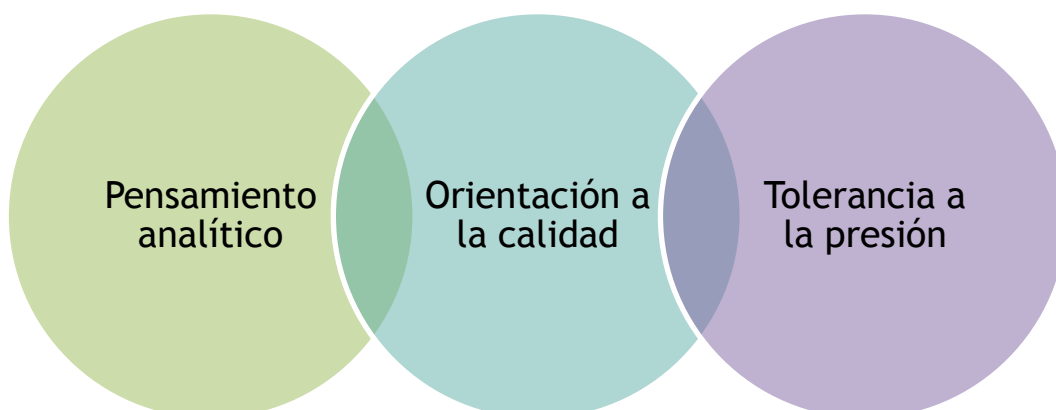 Pensamiento
analítico
Orientación a
la calidad
Tolerancia a
la presión